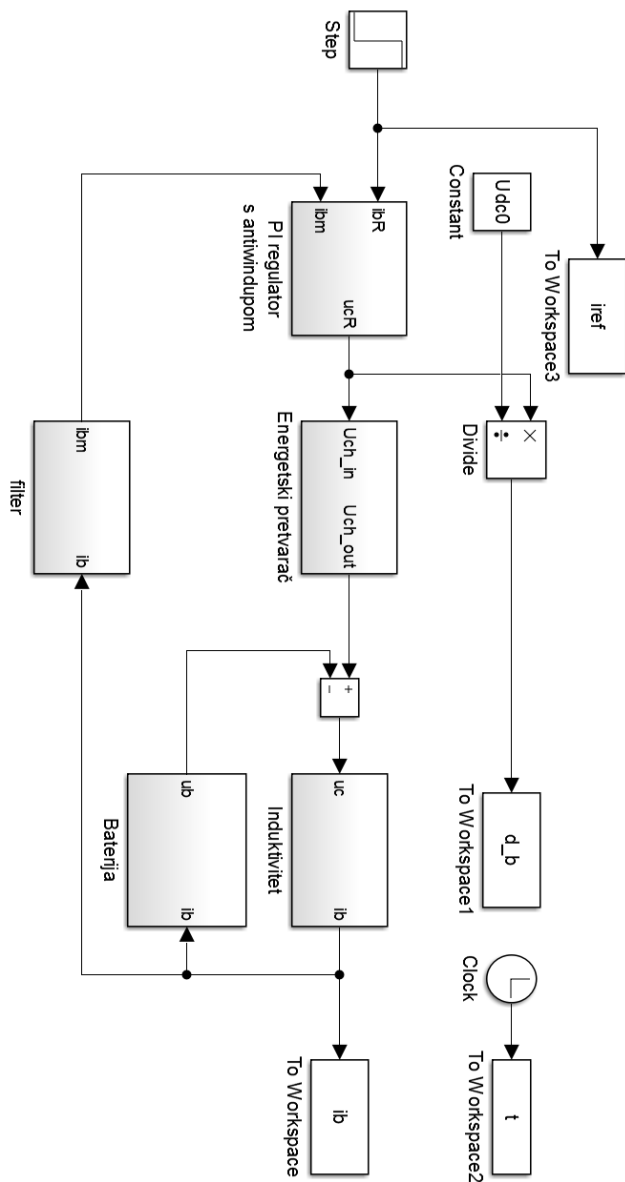 iref
To Workspace3
Udc0
Constant
×
÷
Divide
d_b
To Workspace1
Clock
t
To Workspace2
Step
ibR
ibm
ucR
PI regulator
s antiwindupom
Uch_in
Uch_out
Energetski pretvarač
+
−
uc
ib
Induktivitet
ib
To Workspace
ub
ib
Baterija
ibm
ib
filter